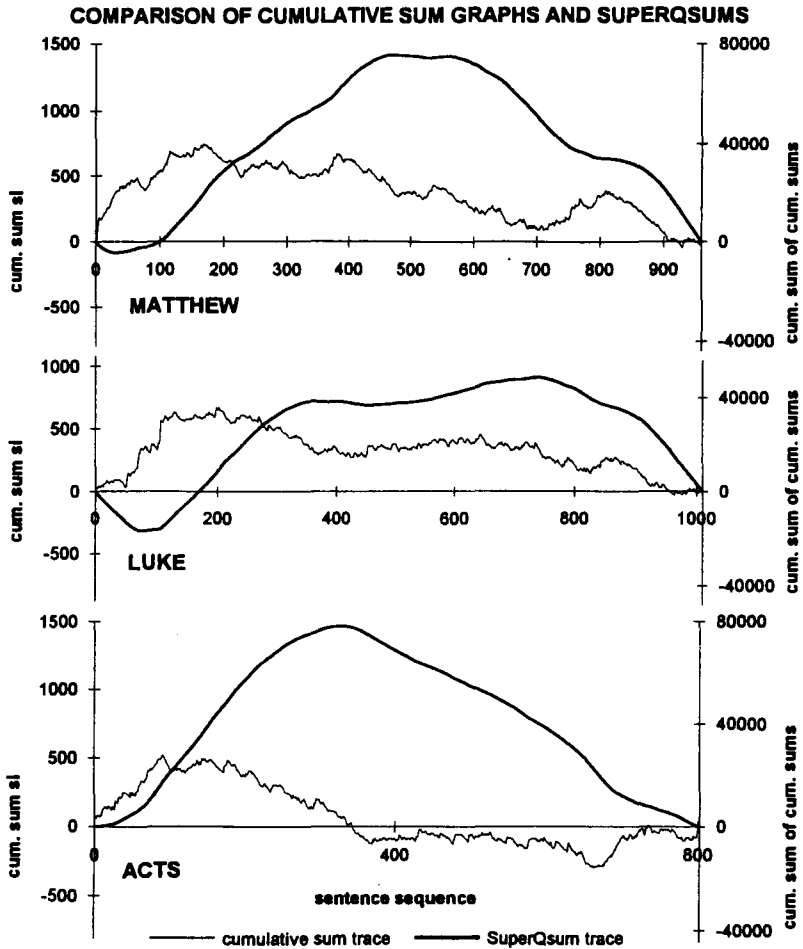 COMPARISON OF CUMULATIVE SUM GRAPHS AND SUPERQSUMS
1500
1000
500
0
-500
cum. sum sl
80000
40000
0
-40000
cum. sum of cum. sums
0 100 200 300 400 500 600 700 800 900
MATTHEW
1000
500
0
-500
cum. sum sl
40000
0
-40000
cum. sum of cum. sums
0 200 400 600 800 1000
LUKE
1500
1000
500
0
-500
cum. sum sl
80000
40000
0
-40000
cum. sum of cum. sums
0 400 800
ACTS
sentence sequence
cumulative sum trace SuperQsum trace